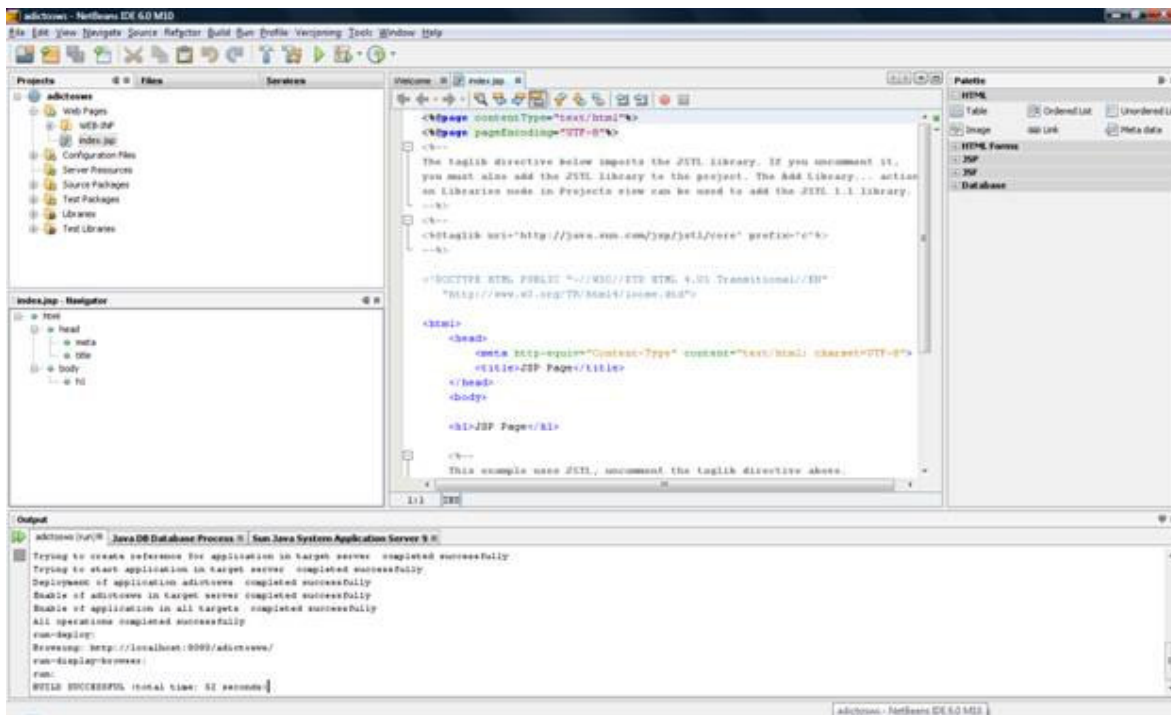 adictosws - NetBeans IDE 6.0 M10
File Edit View Navigate Source Refactor Build Run Profile Versioning Tools Window Help
Projects Files Services
adictosws
Web Pages
WEB-INF
index.jsp
Configuration Files
Server Resources
Source Packages
Test Packages
Libraries
Test Libraries
index.jsp - Navigator
html
head
meta
title
body
h1
Welcome index.jsp
<%@page contentType="text/html"%>
<%@page pageEncoding="UTF-8"%>
<%--
The taglib directive below imports the JSTL library. If you uncomment it,
you must also add the JSTL library to the project. The Add Library... action
on Libraries node in Projects view can be used to add the JSTL 1.1 library.
--%>
<%--
<%@taglib uri="http://java.sun.com/jsp/jstl/core" prefix="c"%>
--%>
<!DOCTYPE HTML PUBLIC "-//W3C//DTD HTML 4.01 Transitional//EN"
"http://www.w3.org/TR/html4/loose.dtd">
<html>
<head>
<meta http-equiv="Content-Type" content="text/html; charset=UTF-8">
<title>JSP Page</title>
</head>
<body>
<h1>JSP Page</h1>
<%--
This example uses JSTL, uncomment the taglib directive above.
1:1 INS
Palette
HTML
Table Ordered List Unordered Li
Image Link Meta data
HTML Forms
JSP
JSF
Database
Output
adictosws (run) Java DB Database Process Sun Java System Application Server 9
Trying to create reference for application in target server completed successfully
Trying to start application in target server completed successfully
Deployment of application adictosws completed successfully
Enable of adictosws in target server completed successfully
Enable of application in all targets completed successfully
All operations completed successfully
run-deploy:
Browsing: http://localhost:8080/adictosws/
run-display-browser:
run:
BUILD SUCCESSFUL (total time: 52 seconds)
adictosws - NetBeans IDE 6.0 M10